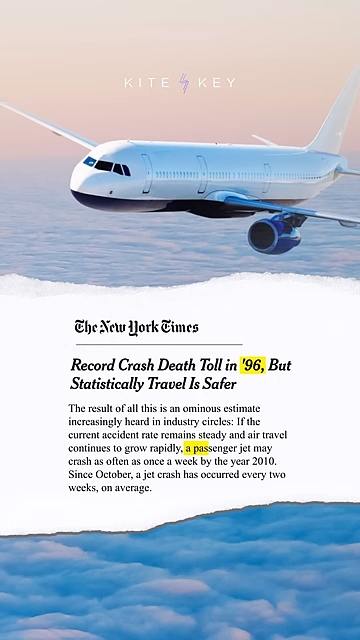 KITE KEY
The New York Times
Record Crash Death Toll in '96, But
Statistically Travel Is Safer
The result of all this is an ominous estimate
increasingly heard in industry circles: If the
current accident rate remains steady and air travel
continues to grow rapidly, a passenger jet may
crash as often as once a week by the year 2010.
Since October, a jet crash has occurred every two
weeks, on average.